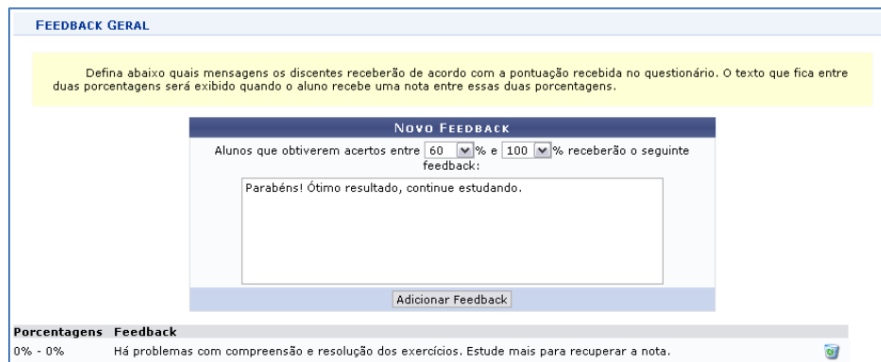 FEEDBACK GERAL
Defina abaixo quais mensagens os discentes receberão de acordo com a pontuação recebida no questionário. O texto que fica entre
duas porcentagens será exibido quando o aluno recebe uma nota entre essas duas porcentagens.
NOVO FEEDBACK
Alunos que obtiverem acertos entre 60 % e 100 % receberão o seguinte
feedback:
Parabéns! Ótimo resultado, continue estudando.
Adicionar Feedback
Porcentagens Feedback
0% - 0% Há problemas com compreensão e resolução dos exercícios. Estude mais para recuperar a nota.